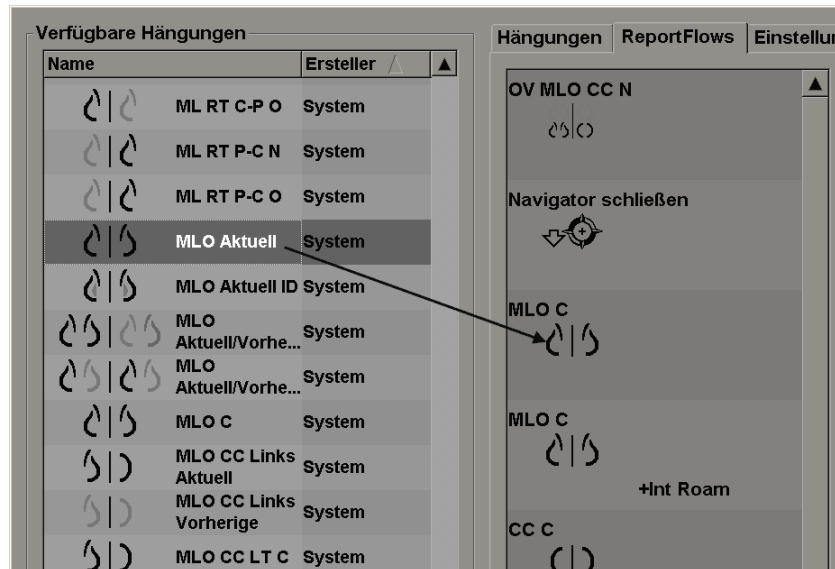 Verfügbare Hängungen
Name Ersteller
ML RT C-P O System
ML RT P-C N System
ML RT P-C O System
MLO Aktuell System
MLO Aktuell ID System
MLO
Aktuell/Vorhe... System
MLO
Aktuell/Vorhe... System
MLO C System
MLO CC Links
Aktuell System
MLO CC Links
Vorherige System
MLO CC LT C System
Hängungen ReportFlows Einstellu
OV MLO CC N
Navigator schließen
MLO C
MLO C
+Int Roam
CC C